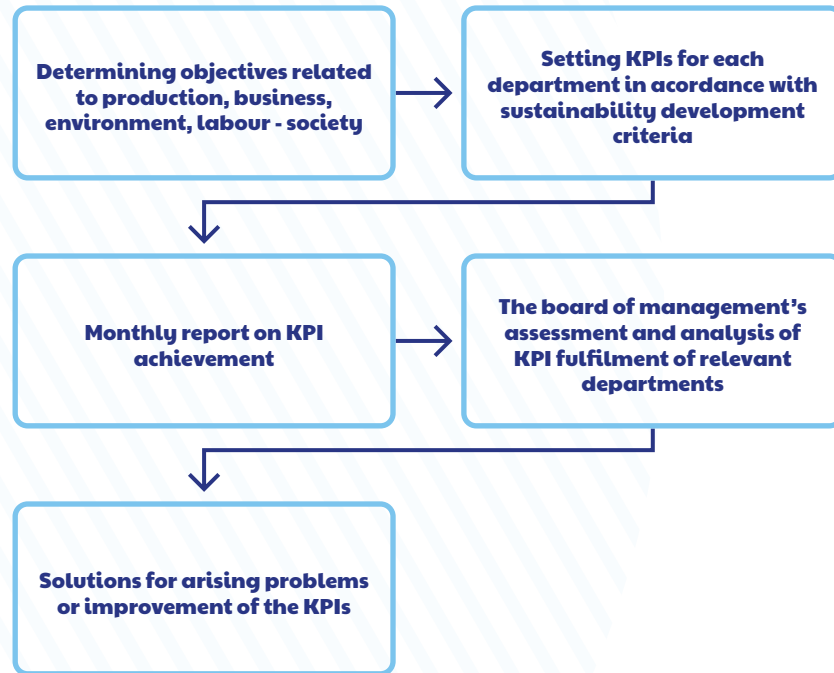 Determining objectives related
to production, business,
environment, labour - society
Setting KPIs for each
department in acordance with
sustainability development
criteria
Monthly report on KPI
achievement
The board of management’s
assessment and analysis of
KPI fulfilment of relevant
departments
Solutions for arising problems
or improvement of the KPIs